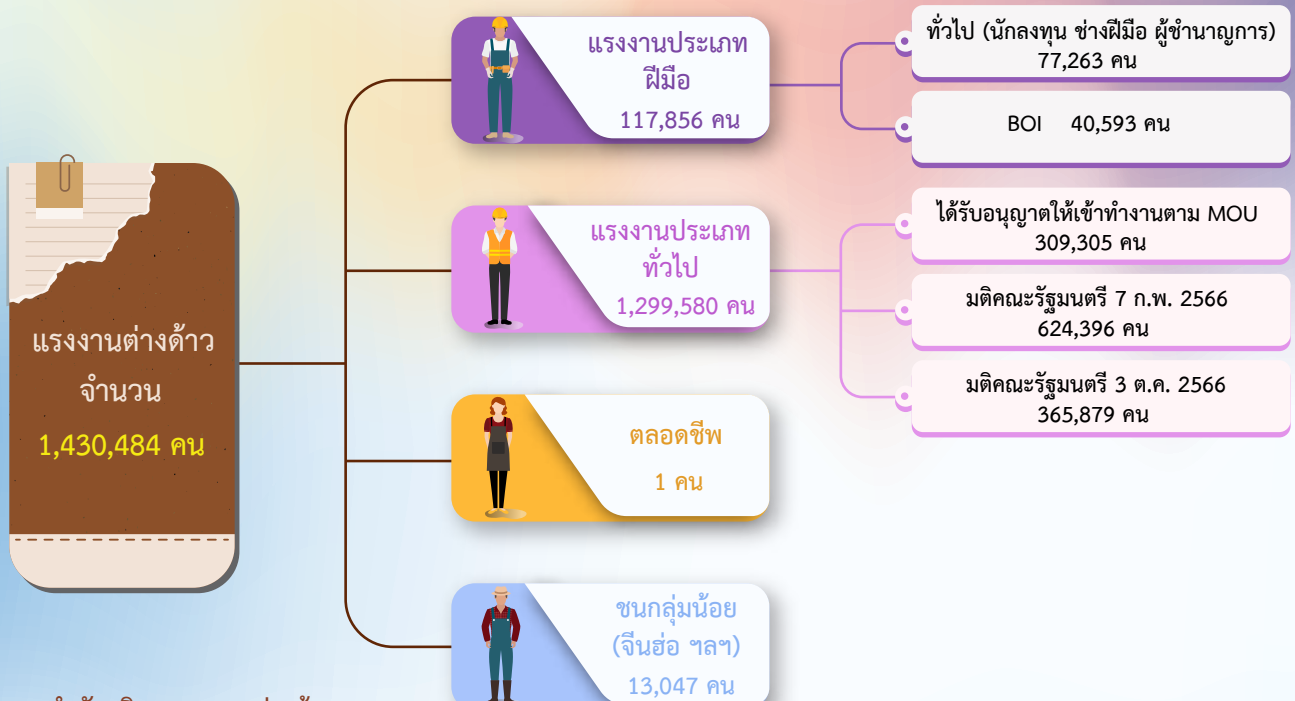 แรงงานต่างด้าว
จำนวน
1,430,484 คน
แรงงานประเภท
ฝีมือ
117,856 คน
ทั่วไป (นักลงทุน ช่างฝีมือ ผู้ชำนาญการ)
77,263 คน
BOI 40,593 คน
แรงงานประเภท
ทั่วไป
1,299,580 คน
ได้รับอนุญาตให้เข้าทำงานตาม MOU
309,305 คน
มติคณะรัฐมนตรี 7 ก.พ. 2566
624,396 คน
มติคณะรัฐมนตรี 3 ต.ค. 2566
365,879 คน
ตลอดชีพ
1 คน
ชนกลุ่มน้อย
(จีนฮ่อ ฯลฯ)
13,047 คน